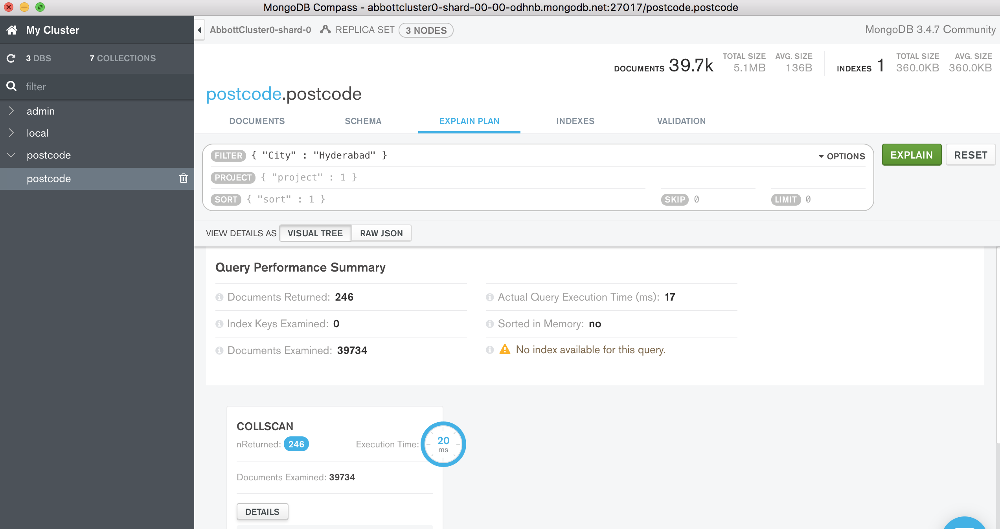 MongoDB Compass - abbottcluster0-shard-00-00-odhnb.mongodb.net:27017/postcode.postcode
My Cluster
3 DBS 7 COLLECTIONS
filter
admin
local
postcode
postcode
AbbottCluster0-shard-0 REPLICA SET 3 NODES MongoDB 3.4.7 Community
DOCUMENTS 39.7k TOTAL SIZE 5.1MB AVG. SIZE 136B INDEXES 1 TOTAL SIZE 360.0KB AVG. SIZE 360.0KB
postcode.postcode
DOCUMENTS SCHEMA EXPLAIN PLAN INDEXES VALIDATION
FILTER { "City" : "Hyderabad" } OPTIONS EXPLAIN RESET
PROJECT { "project" : 1 }
SORT { "sort" : 1 } SKIP 0 LIMIT 0
VIEW DETAILS AS VISUAL TREE RAW JSON
Query Performance Summary
Documents Returned: 246 Actual Query Execution Time (ms): 17
Index Keys Examined: 0 Sorted in Memory: no
Documents Examined: 39734 No index available for this query.
COLLSCAN
nReturned: 246 Execution Time: 20 ms
Documents Examined: 39734
DETAILS